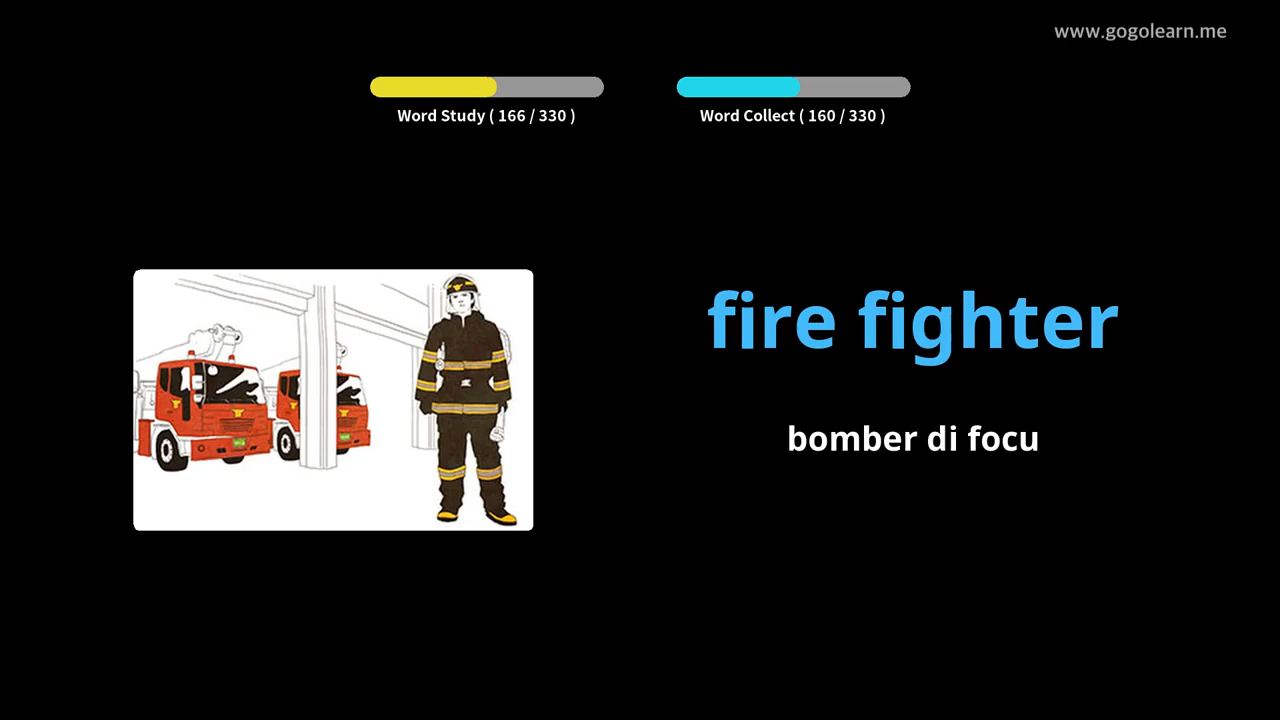 www.gogolearn.me
Word Study ( 166 / 330 )
Word Collect ( 160 / 330 )
fire fighter
bomber di focu